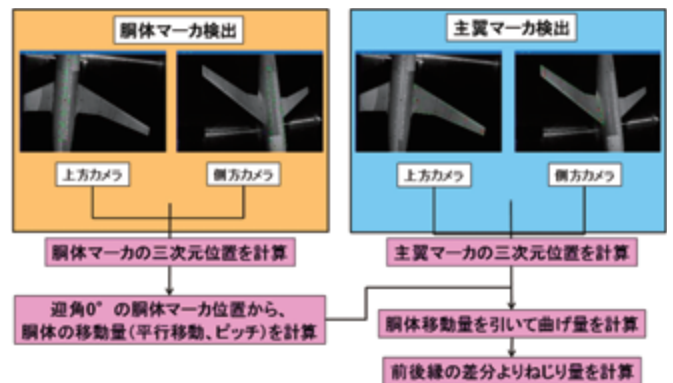 胴体マーカ検出
上方カメラ
側方カメラ
胴体マーカの三次元位置を計算
迎角0°の胴体マーカ位置から、
胴体の移動量(平行移動、ピッチ)を計算
主翼マーカ検出
上方カメラ
側方カメラ
主翼マーカの三次元位置を計算
胴体移動量を引いて曲げ量を計算
前後縁の差分よりねじり量を計算